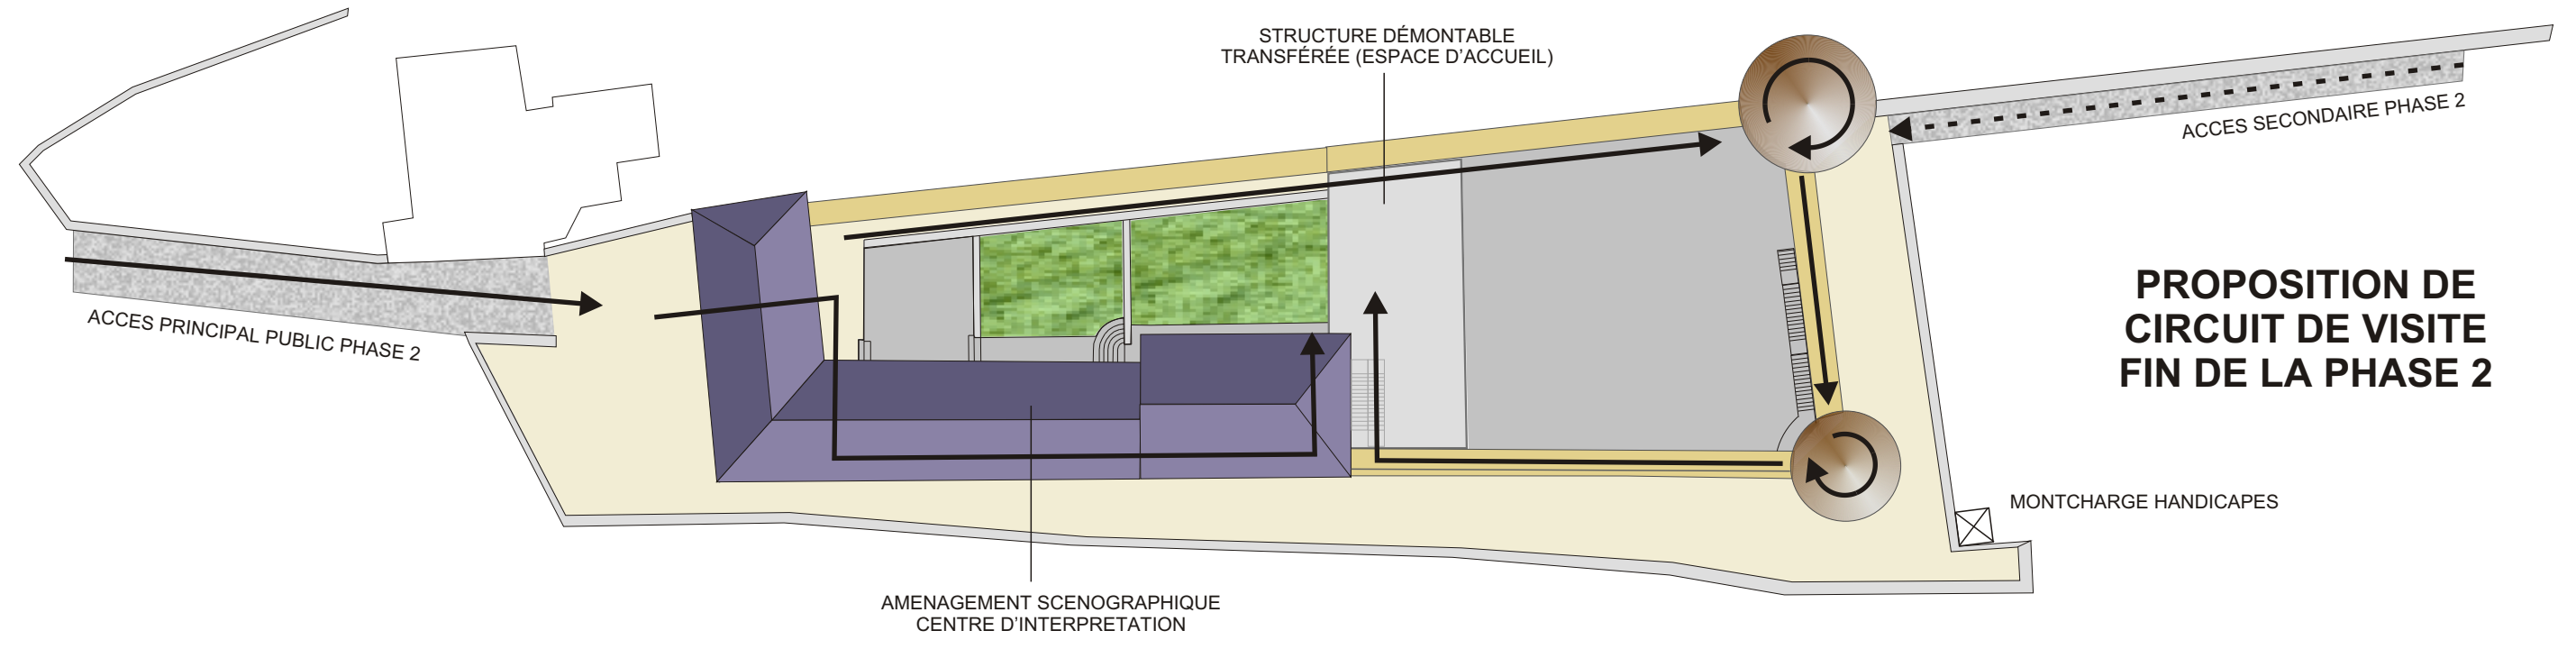 STRUCTURE DÉMONTABLE
TRANSFÉRÉE (ESPACE D'ACCUEIL)
ACCES SECONDAIRE PHASE 2
ACCES PRINCIPAL PUBLIC PHASE 2
PROPOSITION DE
CIRCUIT DE VISITE
FIN DE LA PHASE 2
MONTCHARGE HANDICAPES
AMENAGEMENT SCENOGRAPHIQUE
CENTRE D'INTERPRETATION